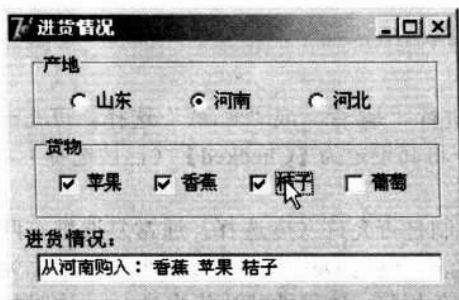 进货情况
产地
山东 河南 河北
货物
苹果 香蕉 桔子 葡萄
进货情况：
从河南购入：香蕉 苹果 桔子